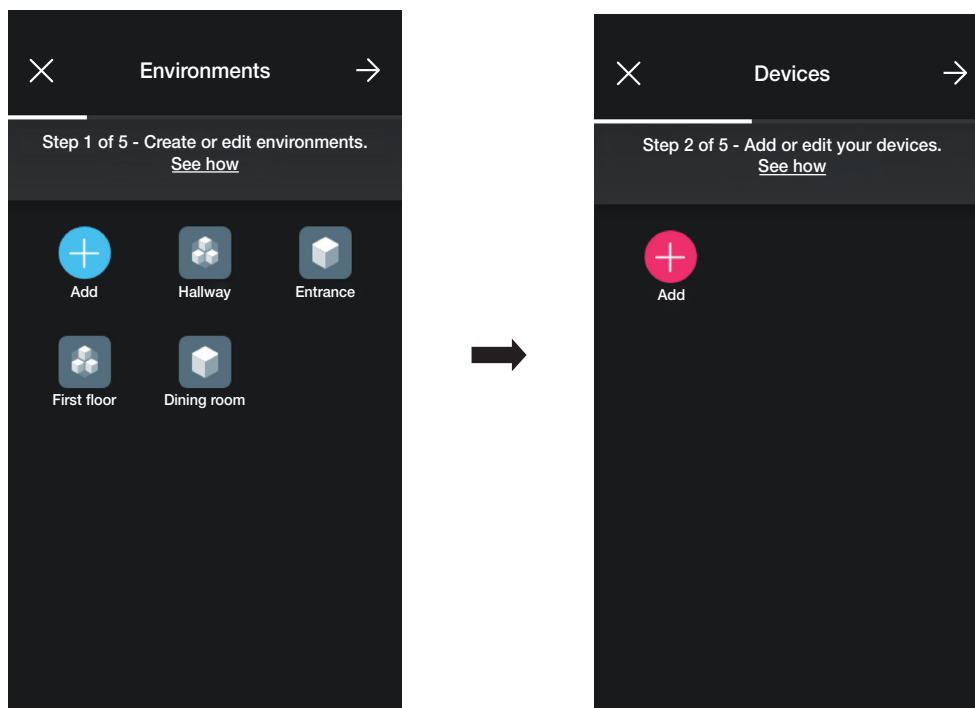 Environments
Step 1 of 5 - Create or edit environments.
See how
Add
Hallway
Entrance
First floor
Dining room
Devices
Step 2 of 5 - Add or edit your devices.
See how
Add